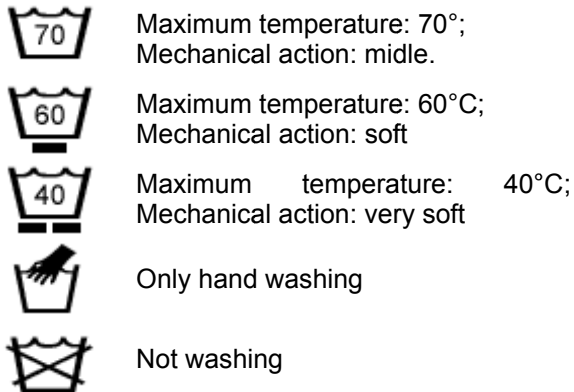 70
Maximum temperature: 70°;
Mechanical action: midle.
60
Maximum temperature: 60°C;
Mechanical action: soft
40
Maximum temperature: 40°C;
Mechanical action: very soft
Only hand washing
Not washing